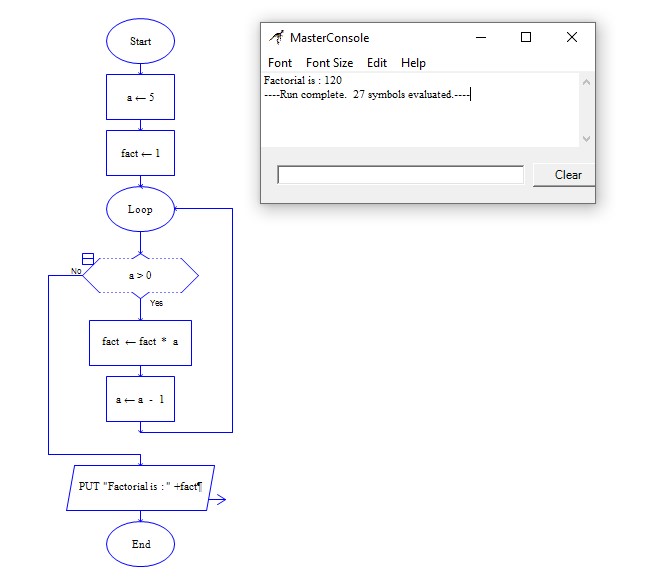 Start
a ← 5
fact ← 1
Loop
a > 0
No
Yes
fact ← fact * a
a ← a - 1
PUT "Factorial is : " +fact¶
End
MasterConsole
Font Font Size Edit Help
Factorial is : 120
----Run complete. 27 symbols evaluated.----
Clear